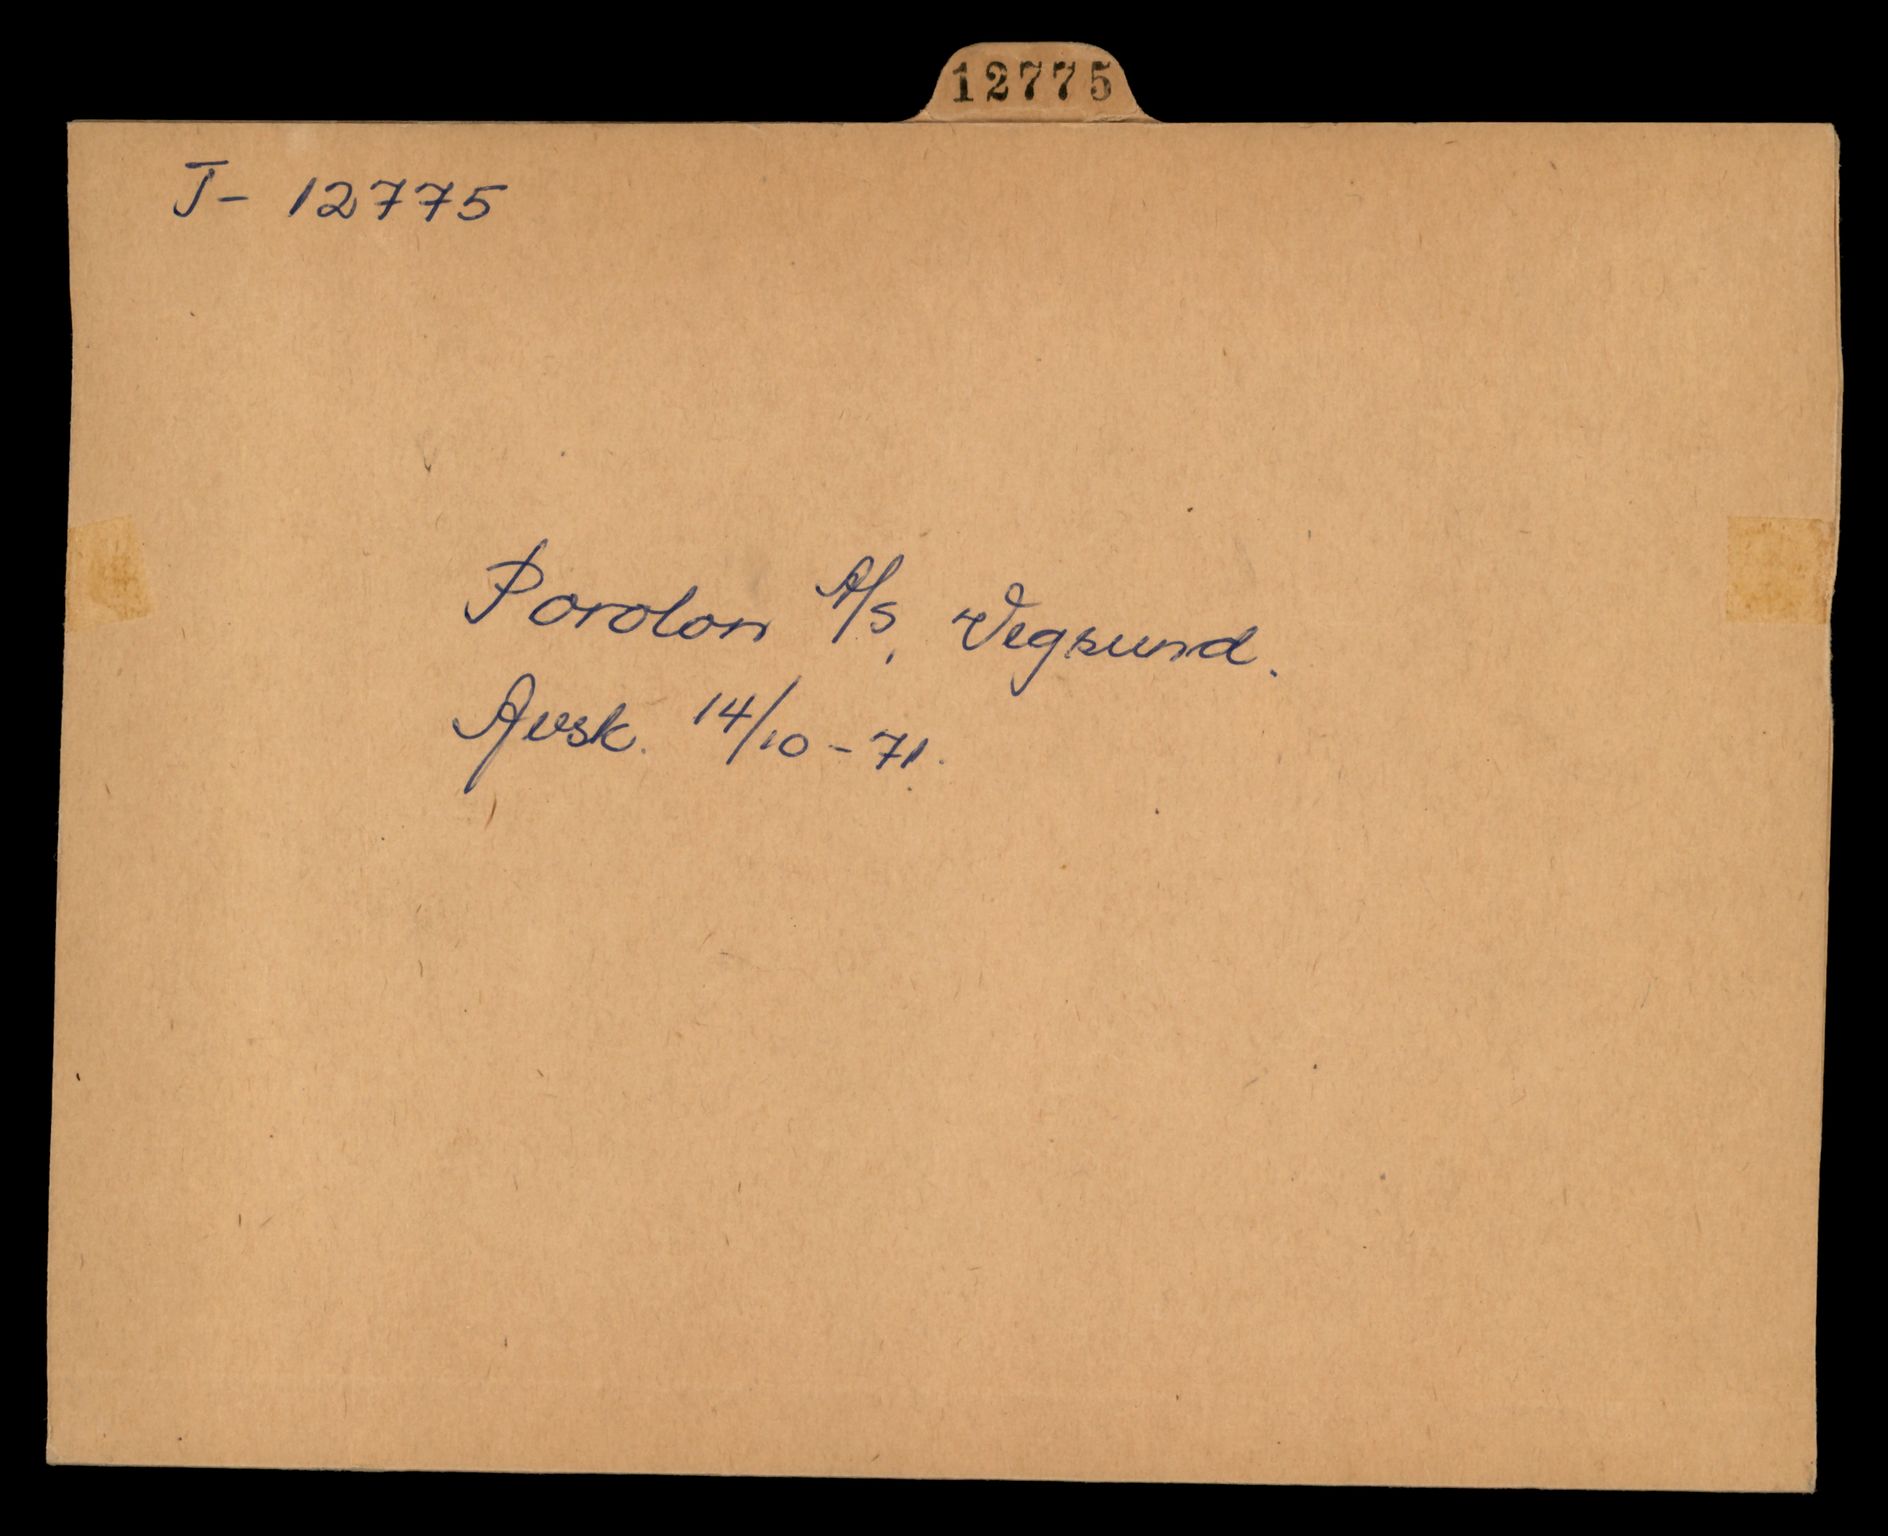 12775
T- 12775
Porolon A/S, Vegsund.
Avsk. 14/10-71.